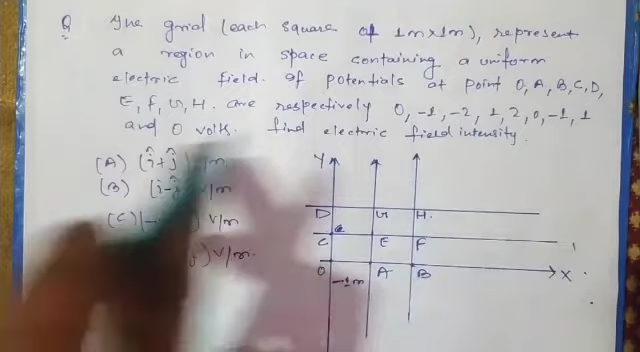 Q The grid (each square of 1m×1m), represent
a region in space containing a uniform
electric field. If potentials at point O, A, B, C, D,
E, F, G, H. are respectively 0, -1, -2, 1, 2, 0, -1, 1
and 0 volts. find electric field intensity.
(A) (î+ĵ) V/m
(B) (i-j) V/m
(C) V/m
) V/m.
Y
D G H.
C E F
O A B X
-1m